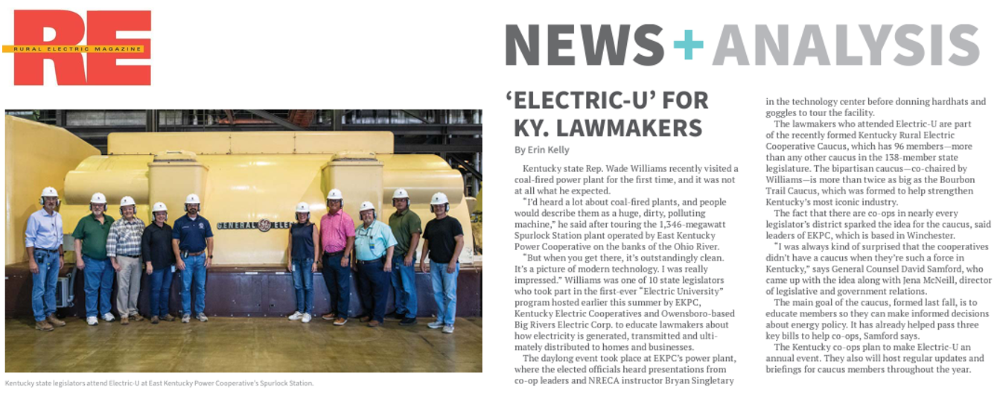 RE
RURAL ELECTRIC MAGAZINE
GENERAL
Kentucky state legislators attend Electric-U at East Kentucky Power Cooperative's Spurlock Station.
NEWS + ANALYSIS
‘ELECTRIC-U’ FOR
KY. LAWMAKERS
By Erin Kelly
Kentucky state Rep. Wade Williams recently visited a
coal-fired power plant for the first time, and it was not
at all what he expected.
“I’d heard a lot about coal-fired plants, and people
would describe them as a huge, dirty, polluting
machine,” he said after touring the 1,346-megawatt
Spurlock Station plant operated by East Kentucky
Power Cooperative on the banks of the Ohio River.
“But when you get there, it’s outstandingly clean.
It’s a picture of modern technology. I was really
impressed.” Williams was one of 10 state legislators
who took part in the first-ever “Electric University”
program hosted earlier this summer by EKPC,
Kentucky Electric Cooperatives and Owensboro-based
Big Rivers Electric Corp. to educate lawmakers about
how electricity is generated, transmitted and ulti-
mately distributed to homes and businesses.
The daylong event took place at EKPC’s power plant,
where the elected officials heard presentations from
co-op leaders and NRECA instructor Bryan Singletary
in the technology center before donning hardhats and
goggles to tour the facility.
The lawmakers who attended Electric-U are part
of the recently formed Kentucky Rural Electric
Cooperative Caucus, which has 96 members—more
than any other caucus in the 138-member state
legislature. The bipartisan caucus—co-chaired by
Williams—is more than twice as big as the Bourbon
Trail Caucus, which was formed to help strengthen
Kentucky’s most iconic industry.
The fact that there are co-ops in nearly every
legislator’s district sparked the idea for the caucus, said
leaders of EKPC, which is based in Winchester.
“I was always kind of surprised that the cooperatives
didn’t have a caucus when they’re such a force in
Kentucky,” says General Counsel David Samford, who
came up with the idea along with Jena McNeill, director
of legislative and government relations.
The main goal of the caucus, formed last fall, is to
educate members so they can make informed decisions
about energy policy. It has already helped pass three
key bills to help co-ops, Samford says.
The Kentucky co-ops plan to make Electric-U an
annual event. They also will host regular updates and
briefings for caucus members throughout the year.